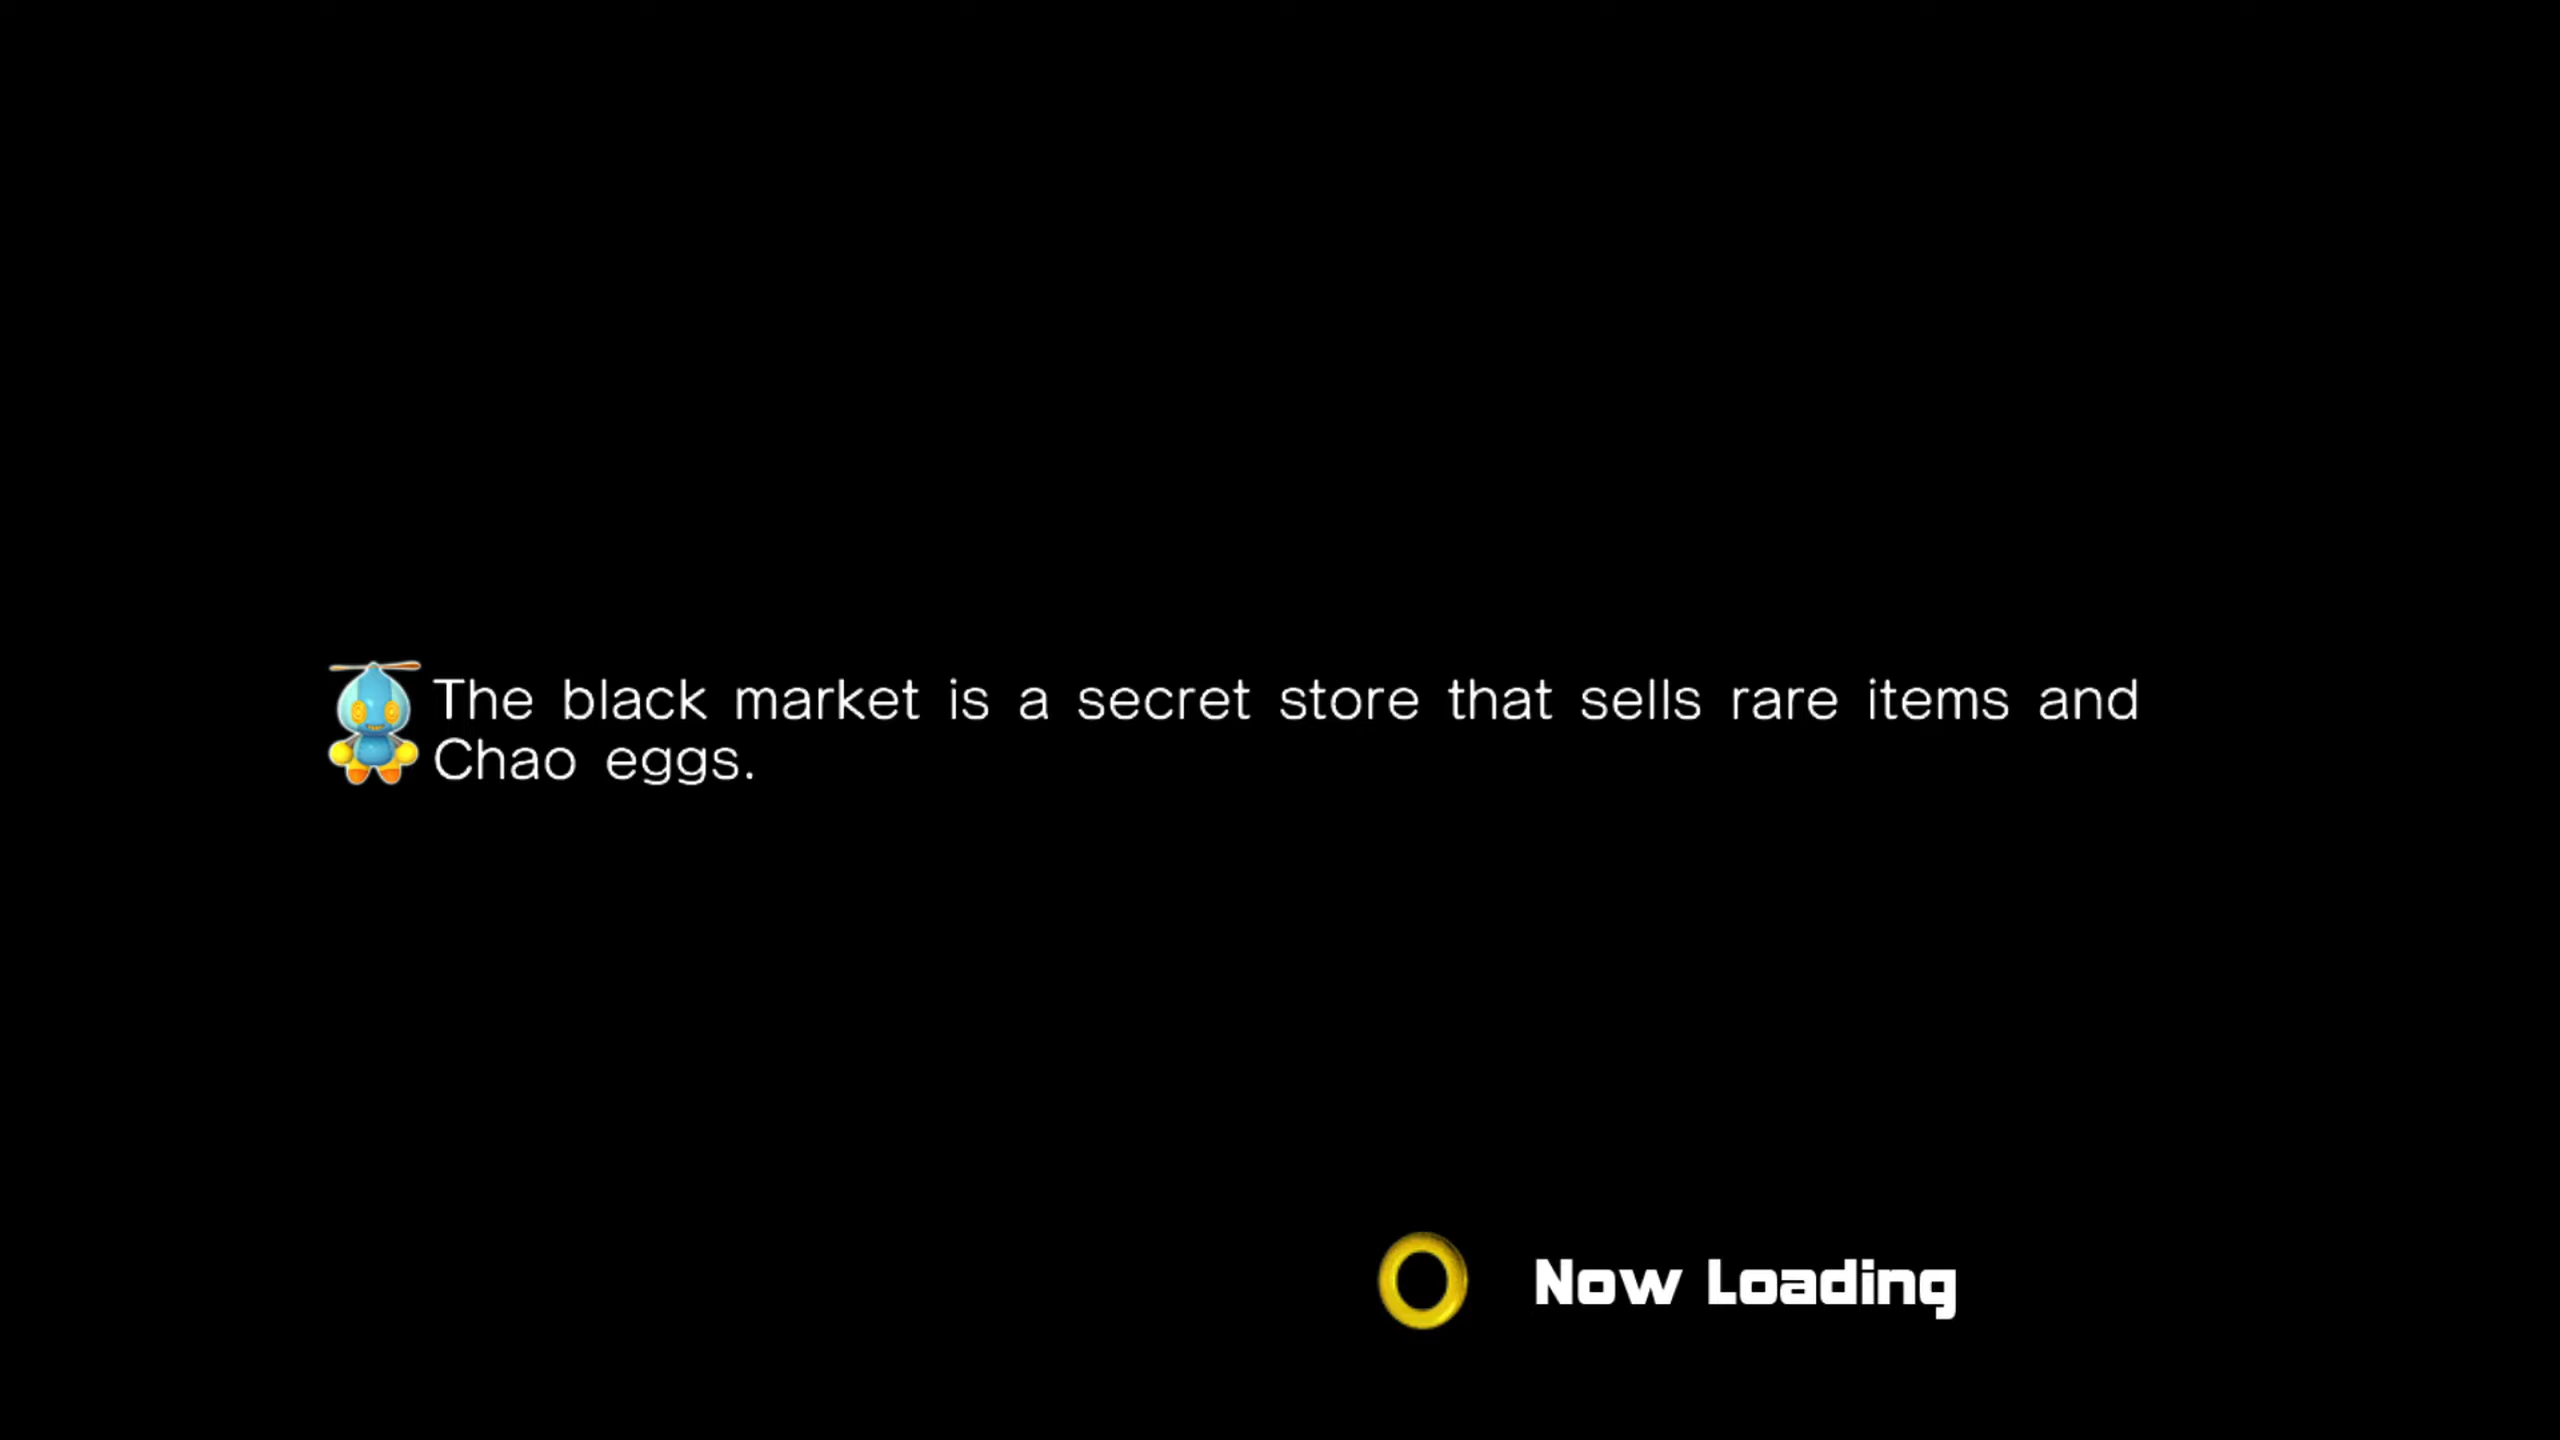 The black market is a secret store that sells rare items and
Chao eggs.
Now Loading